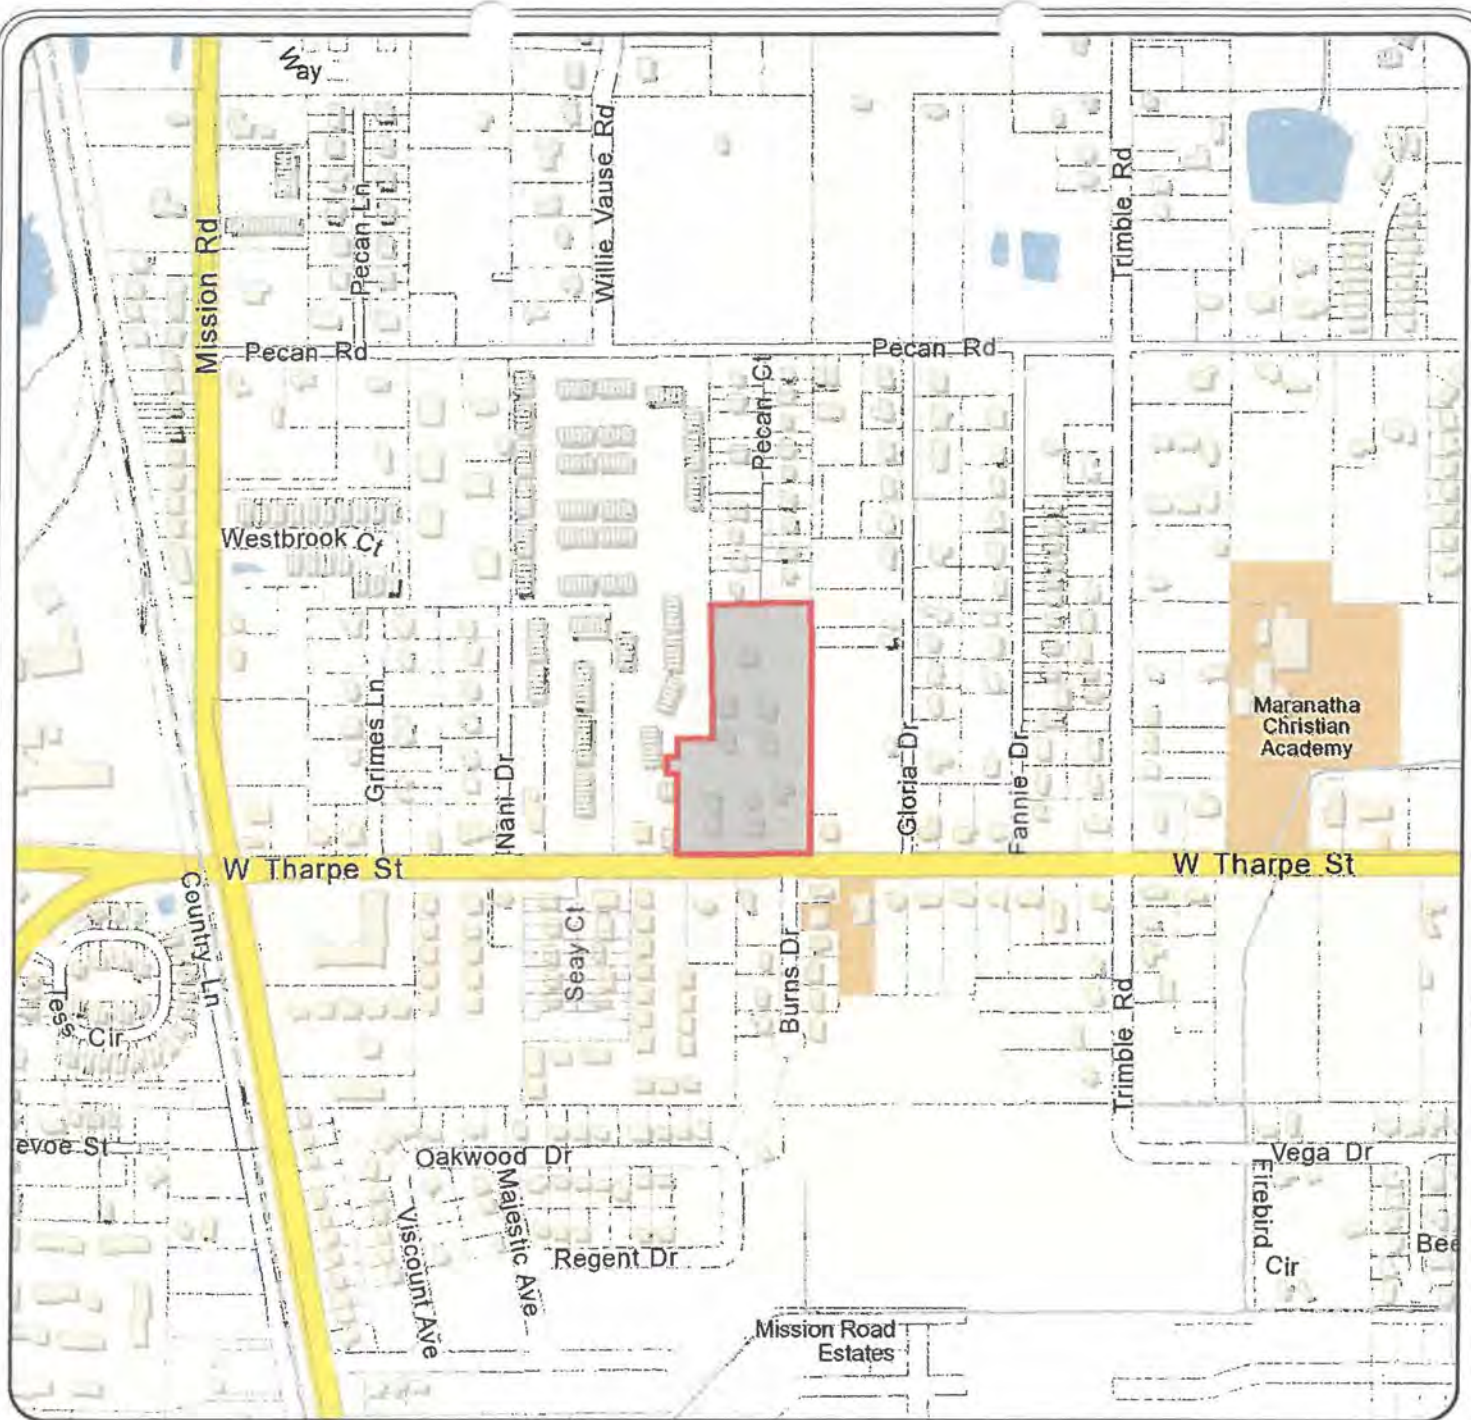 Way
Mission Rd
Pecan Ln
Willie Vause Rd
Trimble Rd
Pecan Rd
Pecan Rd
Pecan Ct
Westbrook Ct
Grimes Ln
Nani Dr
Gloria Dr
Fannie Dr
Maranatha
Christian
Academy
W Tharpe St
W Tharpe St
Country Ln
Seay Ct
Burns Dr
Trimble Rd
Tess
Cir
evoe St
Oakwood Dr
Vega Dr
Viscount Ave
Majestic Ave
Regent Dr
Firebird
Cir
Bee
Mission Road
Estates